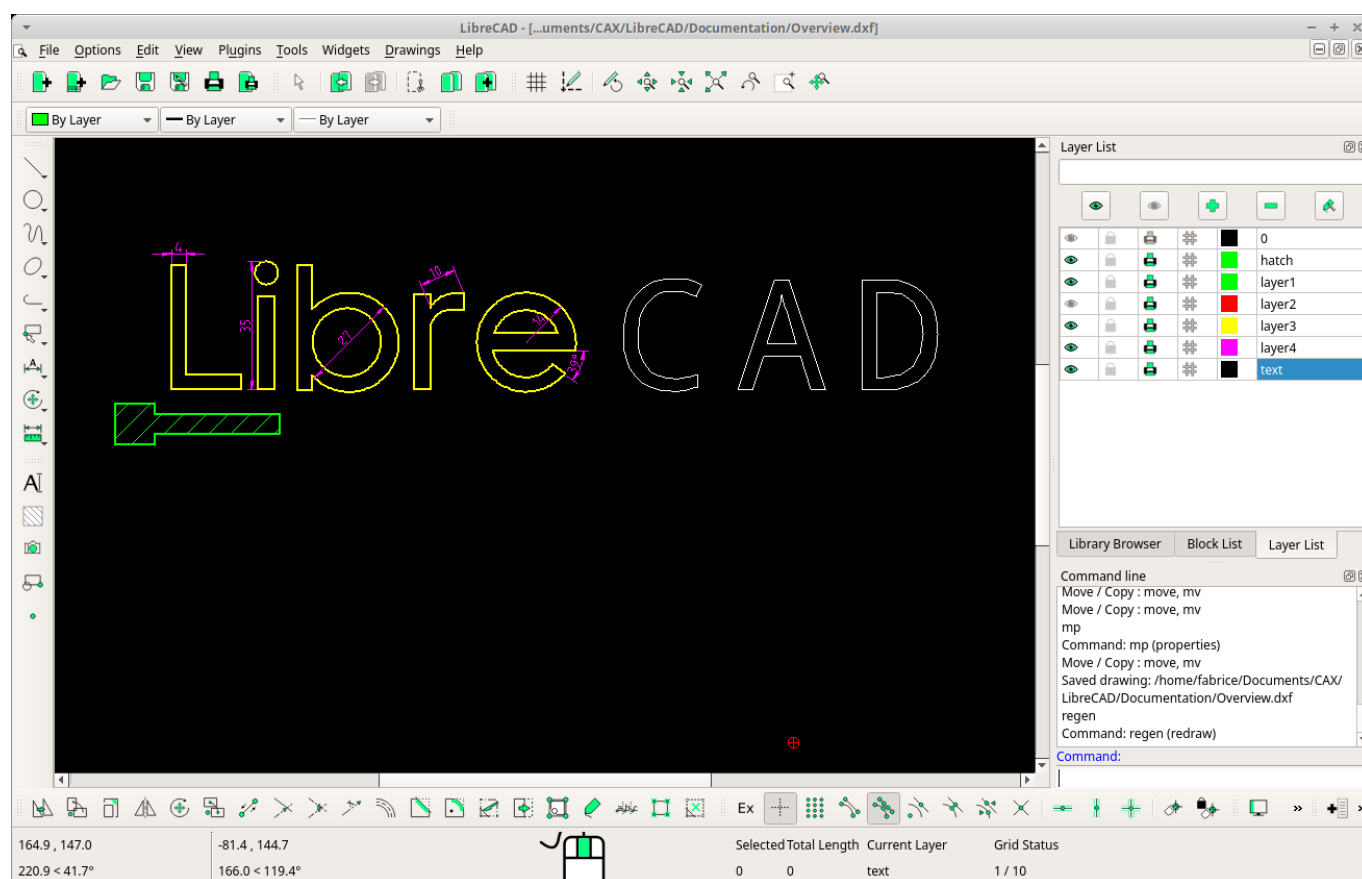 LibreCAD - [...uments/CAX/LibreCAD/Documentation/Overview.dxf]
File Options Edit View Plugins Tools Widgets Drawings Help
By Layer By Layer By Layer
Layer List
0
hatch
layer1
layer2
layer3
layer4
text
4
35
27
10
39°
Libre CAD
Library Browser Block List Layer List
Command line
Move / Copy : move, mv
Move / Copy : move, mv
mp
Command: mp (properties)
Move / Copy : move, mv
Saved drawing: /home/fabrice/Documents/CAX/
LibreCAD/Documentation/Overview.dxf
regen
Command: regen (redraw)
Command:
Ex
164.9 , 147.0 -81.4 , 144.7 Selected Total Length Current Layer Grid Status
220.9 < 41.7° 166.0 < 119.4° 0 0 text 1 / 10